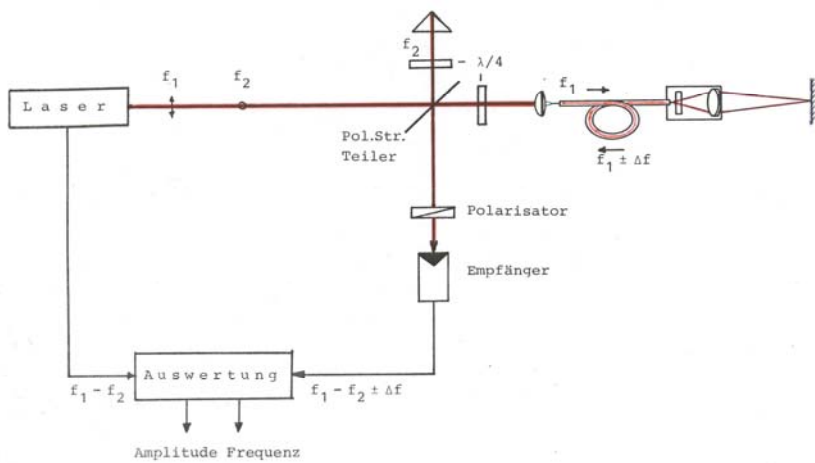 f₂
- λ/4
f₁
f₂
f₁
Laser
Pol.Str.
Teiler
f₁ ± Δf
Polarisator
Empfänger
Auswertung
f₁ - f₂
f₁ - f₂ ± Δf
Amplitude Frequenz